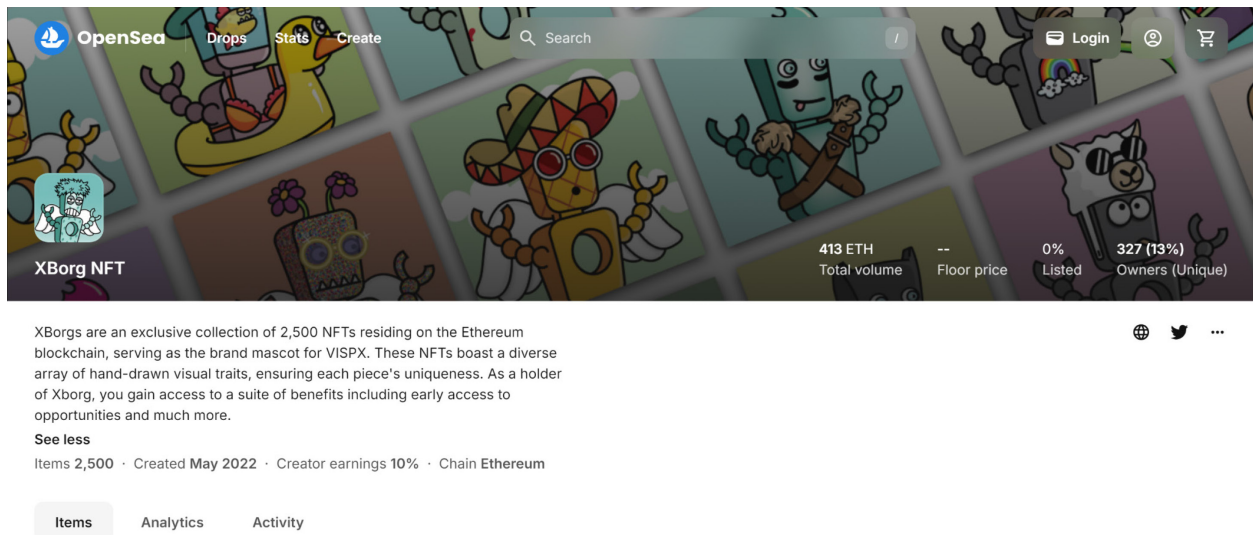 OpenSea
Drops Stats Create
Search /
Login
XBorg NFT
413 ETH -- 0% 327 (13%)
Total volume Floor price Listed Owners (Unique)
XBorgs are an exclusive collection of 2,500 NFTs residing on the Ethereum
blockchain, serving as the brand mascot for VISPX. These NFTs boast a diverse
array of hand-drawn visual traits, ensuring each piece's uniqueness. As a holder
of Xborg, you gain access to a suite of benefits including early access to
opportunities and much more.
See less
Items 2,500 · Created May 2022 · Creator earnings 10% · Chain Ethereum
Items Analytics Activity